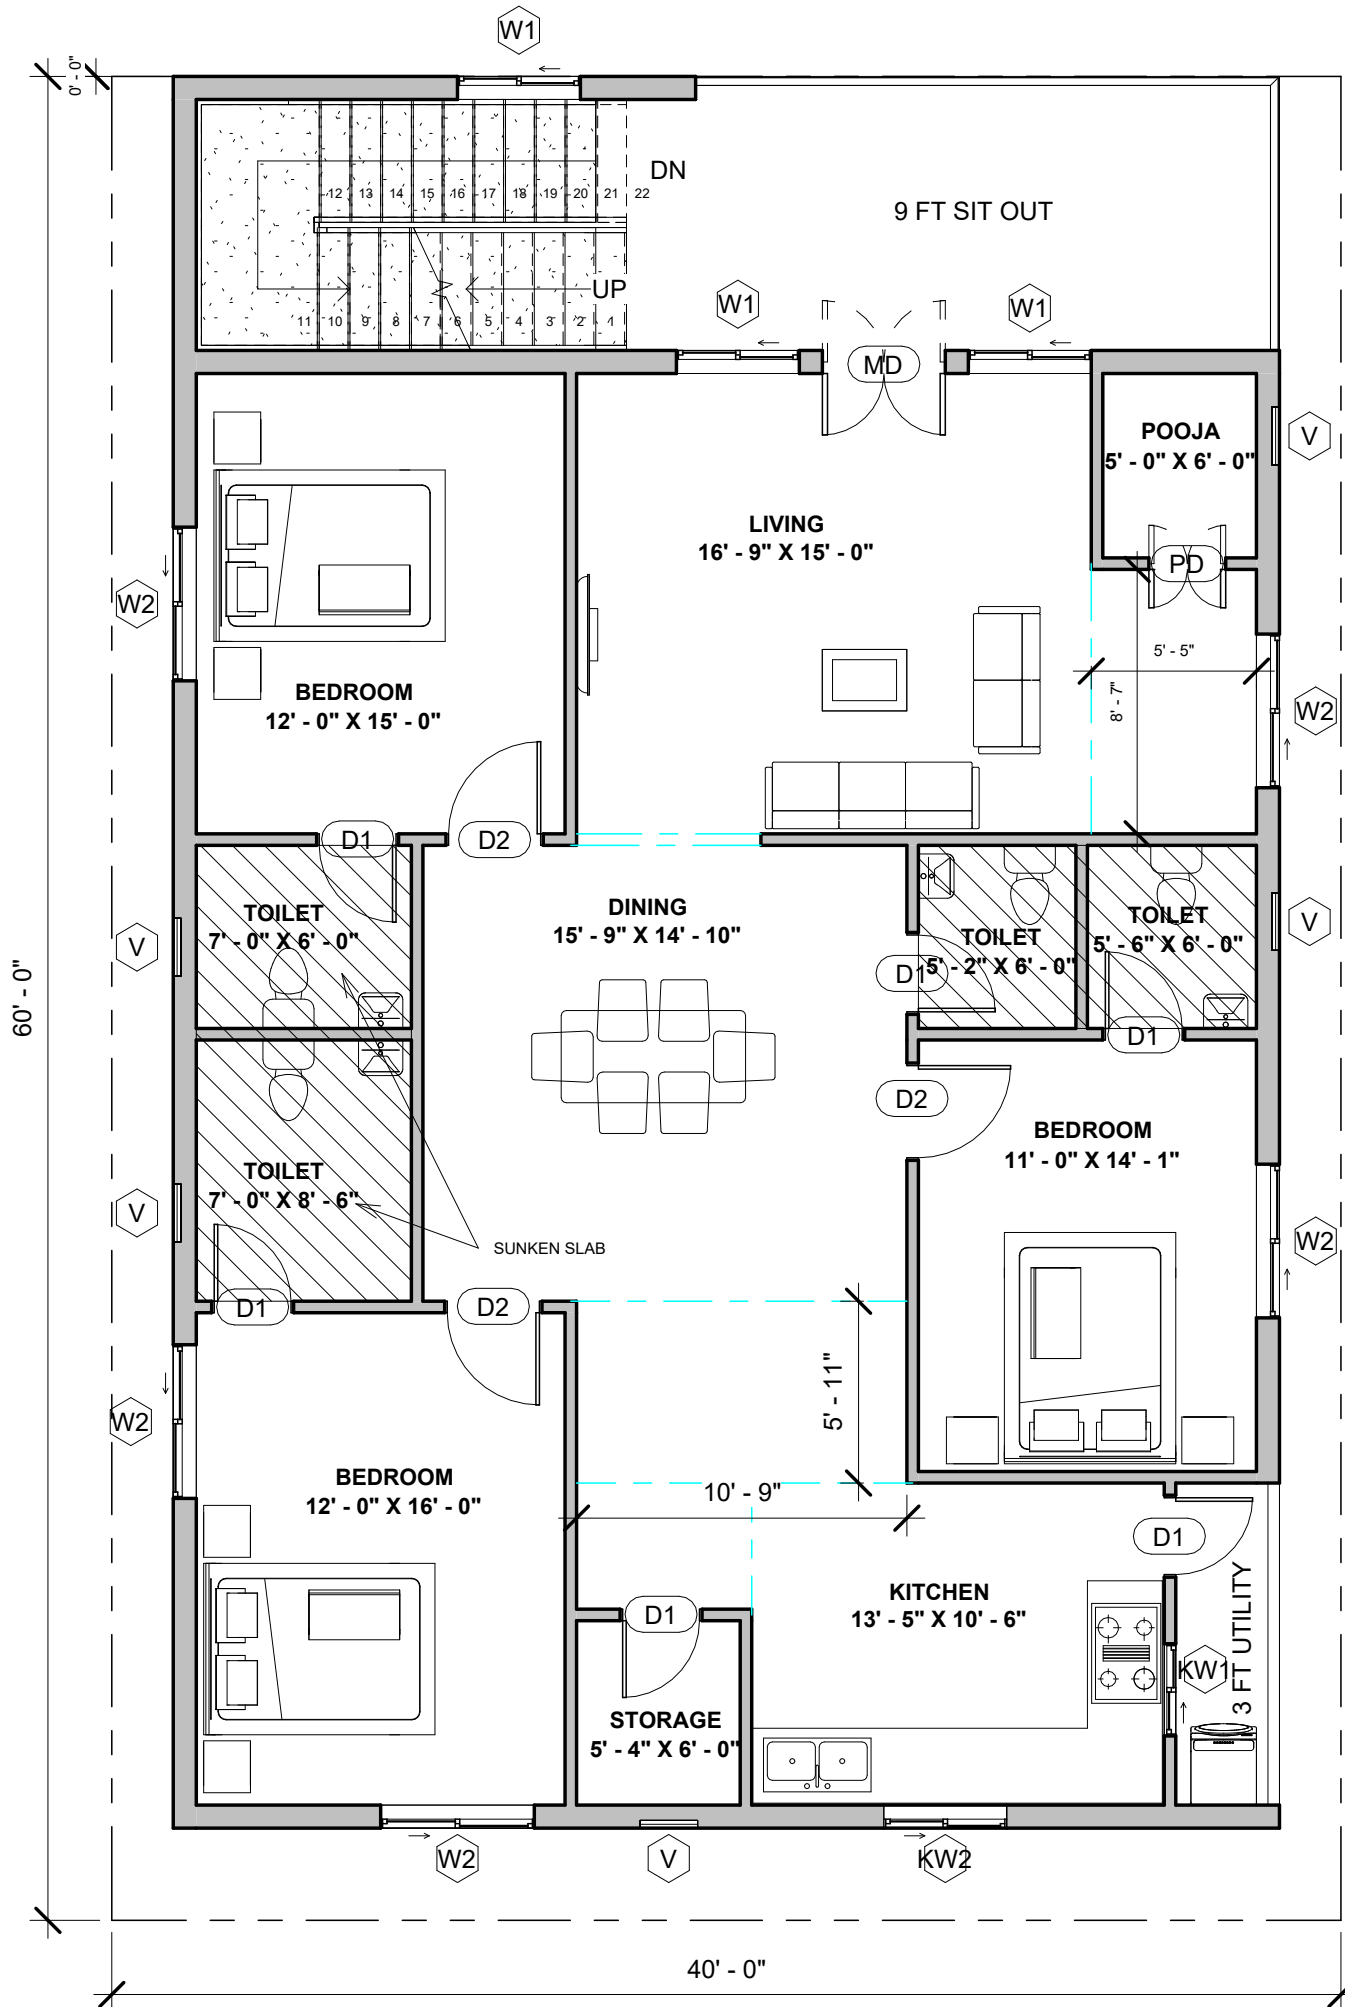 W1
0' - 0"
DN
12 13 14 15 16 17 18 19 20 21 22
9 FT SIT OUT
UP
11 10 9 8 7 6 5 4 3 2 1
W1
W1
MD
POOJA
5' - 0" X 6' - 0"
V
LIVING
16' - 9" X 15' - 0"
PD
W2
5' - 5"
8' - 7"
BEDROOM
12' - 0" X 15' - 0"
W2
D1
D2
TOILET
7' - 0" X 6' - 0"
V
DINING
15' - 9" X 14' - 10"
TOILET
5' - 2" X 6' - 0"
D1
TOILET
5' - 6" X 6' - 0"
V
60' - 0"
D1
D2
BEDROOM
11' - 0" X 14' - 1"
TOILET
7' - 0" X 8' - 6"
V
SUNKEN SLAB
W2
D1
D2
5' - 11"
W2
BEDROOM
12' - 0" X 16' - 0"
10' - 9"
D1
KITCHEN
13' - 5" X 10' - 6"
D1
3 FT UTILITY
KW1
STORAGE
5' - 4" X 6' - 0"
W2
V
KW2
40' - 0"